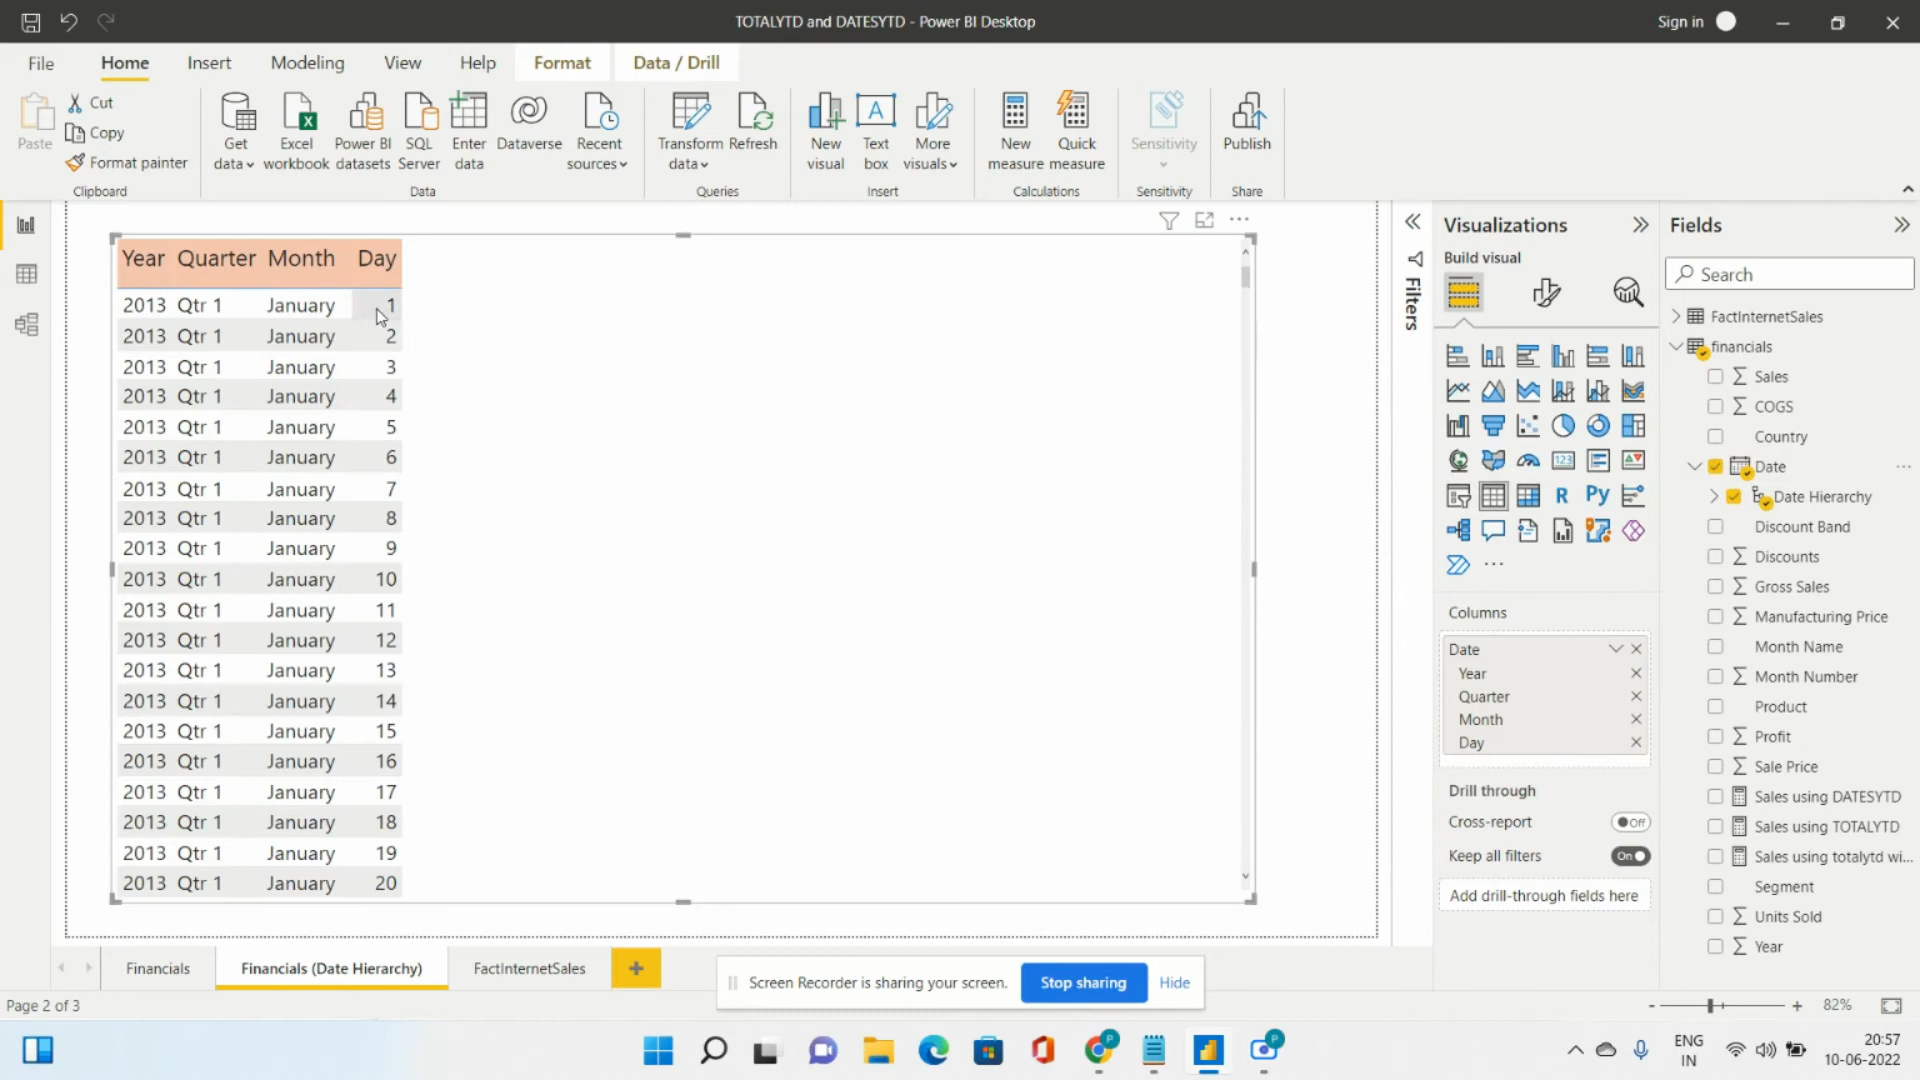 TOTALYTD and DATESYTD - Power BI Desktop
Sign in
File
Home
Insert
Modeling
View
Help
Format
Data / Drill
Paste
Cut
Copy
Format painter
Clipboard
Get data
Excel workbook
Power BI datasets
SQL Server
Enter data
Dataverse
Recent sources
Data
Transform data
Refresh
Queries
New visual
Text box
More visuals
Insert
New measure
Quick measure
Calculations
Sensitivity
Sensitivity
Publish
Share
Year Quarter Month Day
2013 Qtr 1 January 1
2013 Qtr 1 January 2
2013 Qtr 1 January 3
2013 Qtr 1 January 4
2013 Qtr 1 January 5
2013 Qtr 1 January 6
2013 Qtr 1 January 7
2013 Qtr 1 January 8
2013 Qtr 1 January 9
2013 Qtr 1 January 10
2013 Qtr 1 January 11
2013 Qtr 1 January 12
2013 Qtr 1 January 13
2013 Qtr 1 January 14
2013 Qtr 1 January 15
2013 Qtr 1 January 16
2013 Qtr 1 January 17
2013 Qtr 1 January 18
2013 Qtr 1 January 19
2013 Qtr 1 January 20
Filters
Visualizations
Build visual
123
R
Py
Columns
Date
Year
Quarter
Month
Day
Drill through
Cross-report
Off
Keep all filters
On
Add drill-through fields here
Fields
Search
FactInternetSales
financials
Sales
COGS
Country
Date
Date Hierarchy
Discount Band
Discounts
Gross Sales
Manufacturing Price
Month Name
Month Number
Product
Profit
Sale Price
Sales using DATESYTD
Sales using TOTALYTD
Sales using totalytd wi...
Segment
Units Sold
Year
Financials
Financials (Date Hierarchy)
FactInternetSales
Screen Recorder is sharing your screen.
Stop sharing
Hide
Page 2 of 3
82%
P
P
ENG
IN
20:57
10-06-2022